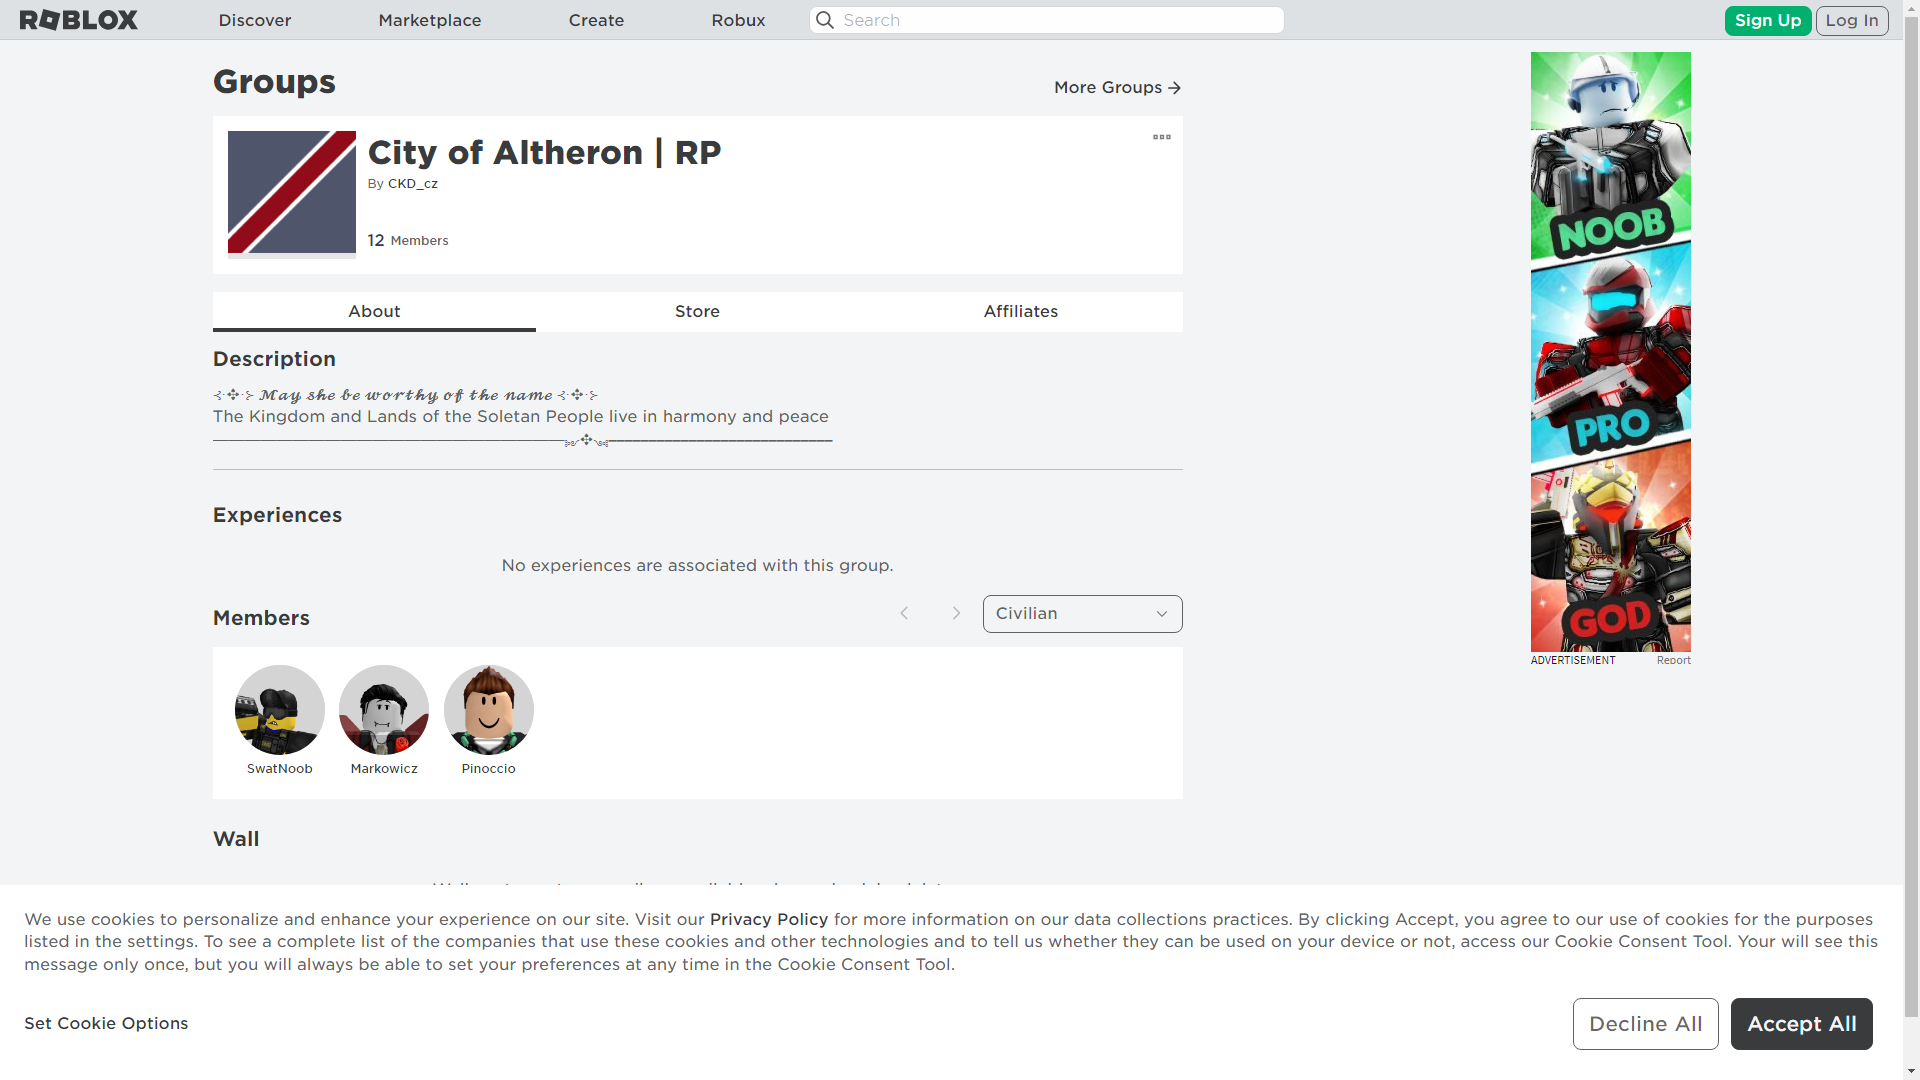 ROBLOX
Discover
Marketplace
Create
Robux
Search
Sign Up
Log In
Groups
More Groups
City of Altheron | RP
By CKD_cz
12 Members
About
Store
Affiliates
Description
⊰·✣·⊱ 𝓜𝓪𝔂 𝓼𝓱𝓮 𝓫𝓮 𝔀𝓸𝓻𝓽𝓱𝔂 𝓸𝓯 𝓽𝓱𝓮 𝓷𝓪𝓶𝓮 ⊰·✣·⊱
The Kingdom and Lands of the Soletan People live in harmony and peace
Experiences
No experiences are associated with this group.
Members
Civilian
SwatNoob
Markowicz
Pinoccio
Wall
NOOB
PRO
GOD
ADVERTISEMENT
Report
We use cookies to personalize and enhance your experience on our site. Visit our Privacy Policy for more information on our data collections practices. By clicking Accept, you agree to our use of cookies for the purposes
listed in the settings. To see a complete list of the companies that use these cookies and other technologies and to tell us whether they can be used on your device or not, access our Cookie Consent Tool. Your will see this
message only once, but you will always be able to set your preferences at any time in the Cookie Consent Tool.
Set Cookie Options
Decline All
Accept All